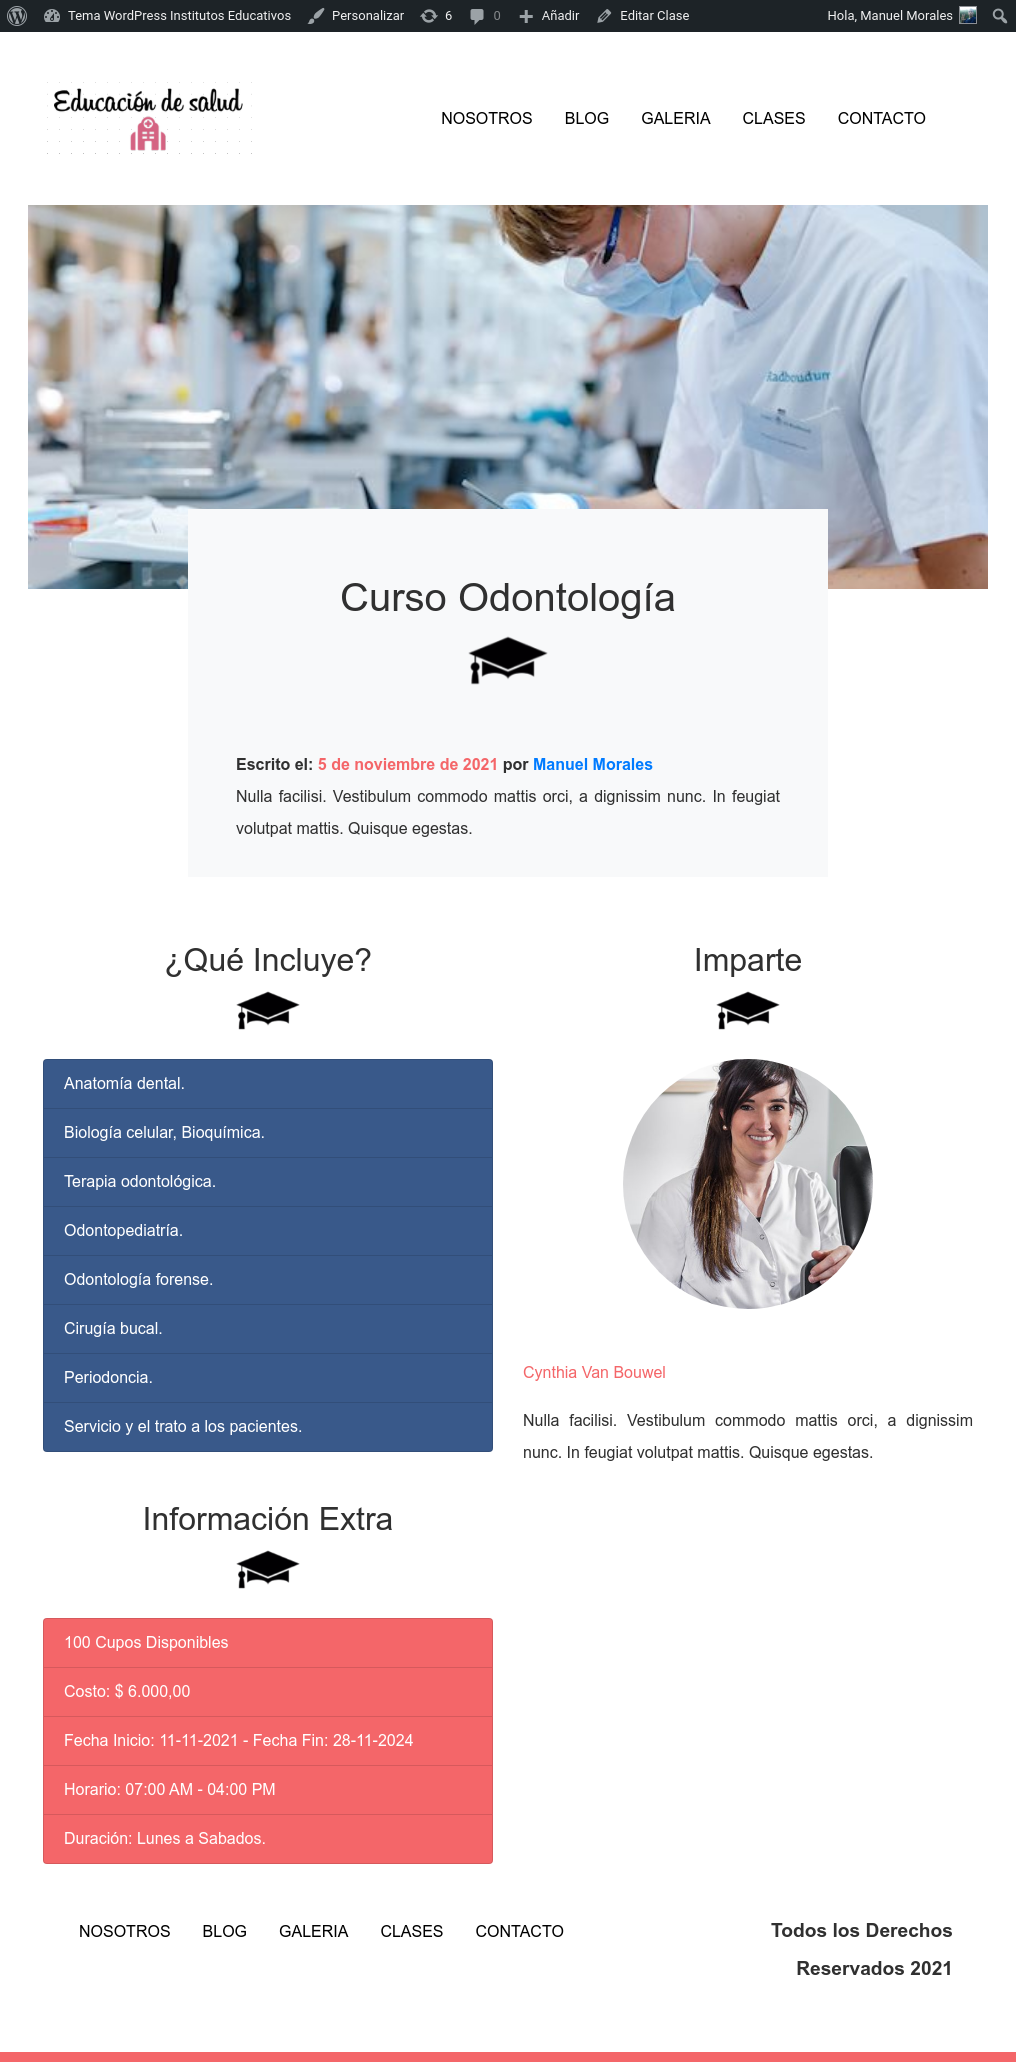 Tema WordPress Institutos Educativos Personalizar 6 0 Añadir Editar Clase Hola, Manuel Morales
Educación de salud
NOSOTROS BLOG GALERIA CLASES CONTACTO
Radboudum
Curso Odontología
Escrito el: 5 de noviembre de 2021 por Manuel Morales
Nulla facilisi. Vestibulum commodo mattis orci, a dignissim nunc. In feugiat
volutpat mattis. Quisque egestas.
¿Qué Incluye?
Anatomía dental.
Biología celular, Bioquímica.
Terapia odontológica.
Odontopediatría.
Odontología forense.
Cirugía bucal.
Periodoncia.
Servicio y el trato a los pacientes.
Imparte
Cynthia Van Bouwel
Nulla facilisi. Vestibulum commodo mattis orci, a dignissim
nunc. In feugiat volutpat mattis. Quisque egestas.
Información Extra
100 Cupos Disponibles
Costo: $ 6.000,00
Fecha Inicio: 11-11-2021 - Fecha Fin: 28-11-2024
Horario: 07:00 AM - 04:00 PM
Duración: Lunes a Sabados.
NOSOTROS BLOG GALERIA CLASES CONTACTO
Todos los Derechos
Reservados 2021